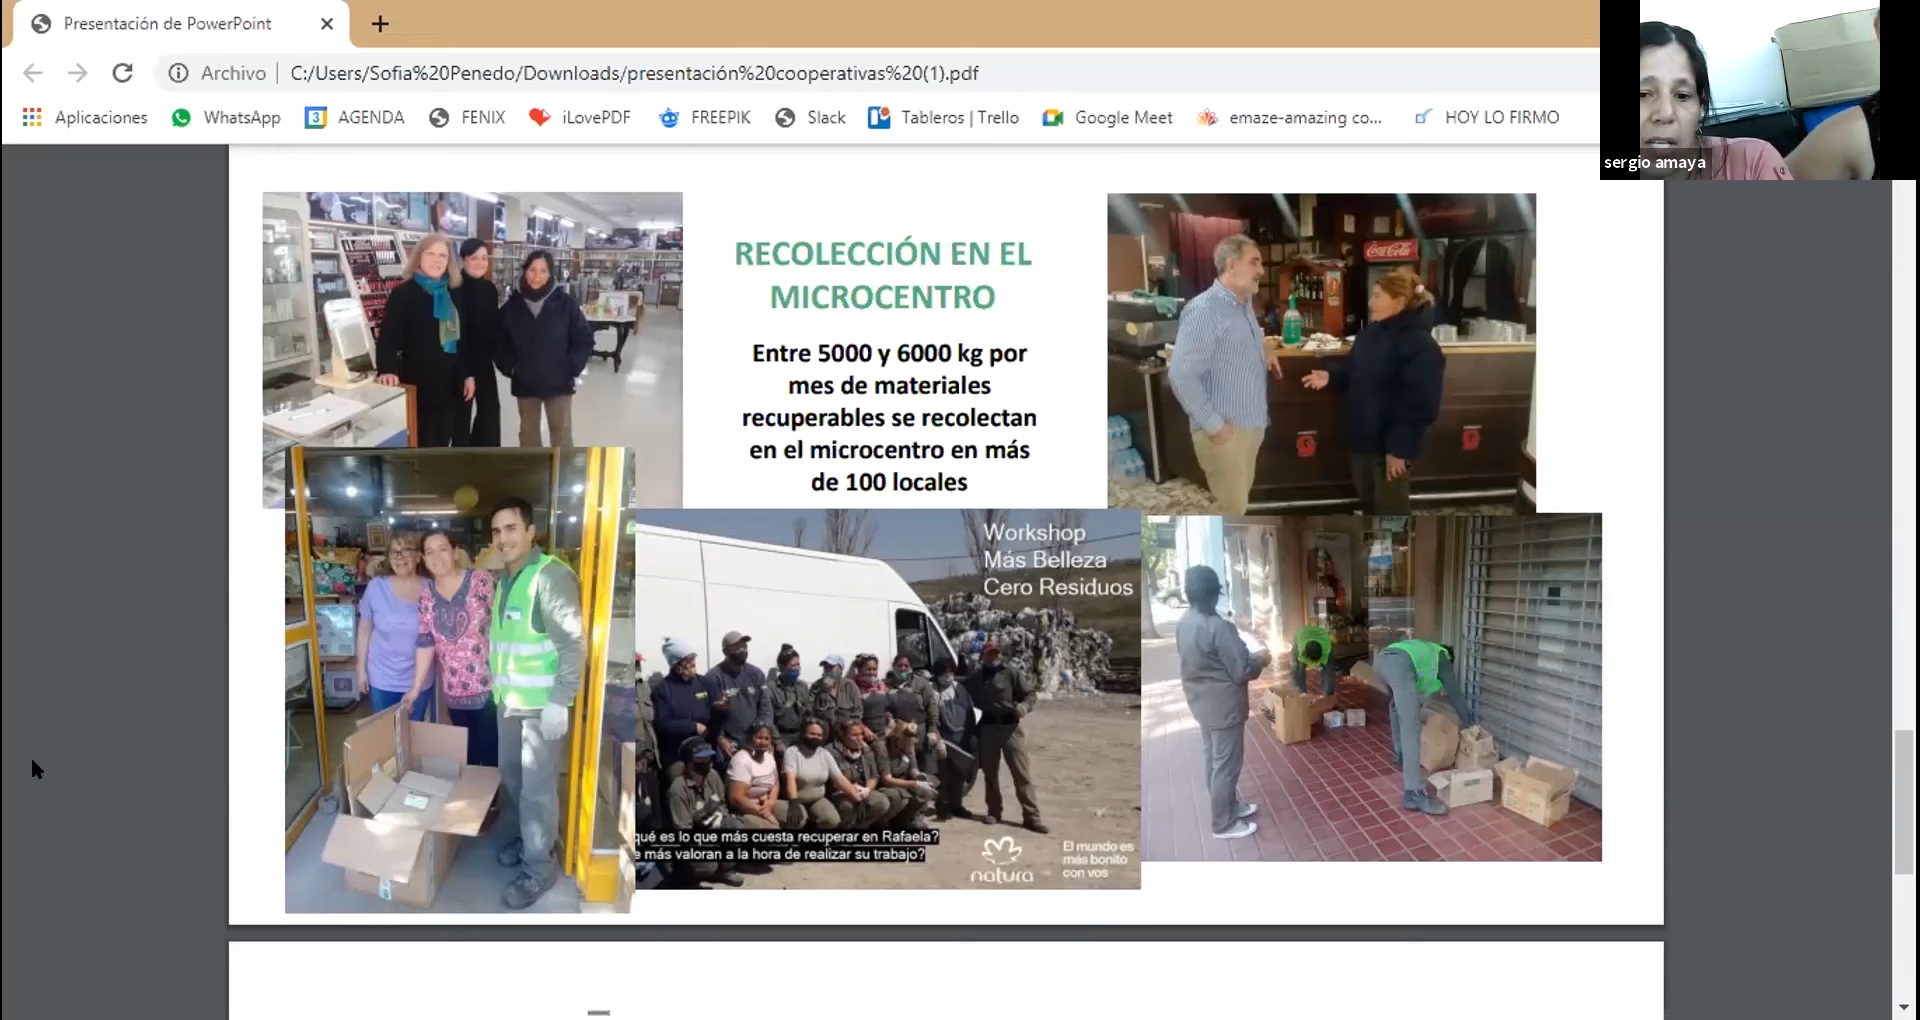 Presentación de PowerPoint
Archivo
C:/Users/Sofia%20Penedo/Downloads/presentación%20cooperativas%20(1).pdf
Aplicaciones
WhatsApp
3
AGENDA
FENIX
iLovePDF
FREEPIK
Slack
Tableros | Trello
Google Meet
emaze-amazing co...
HOY LO FIRMO
sergio amaya
RECOLECCIÓN EN EL
MICROCENTRO
Entre 5000 y 6000 kg por
mes de materiales
recuperables se recolectan
en el microcentro en más
de 100 locales
Coca-Cola
Workshop
Más Belleza
Cero Residuos
qué es lo que más cuesta recuperar en Rafaela?
e más valoran a la hora de realizar su trabajo?
natura
El mundo es
más bonito
con vos